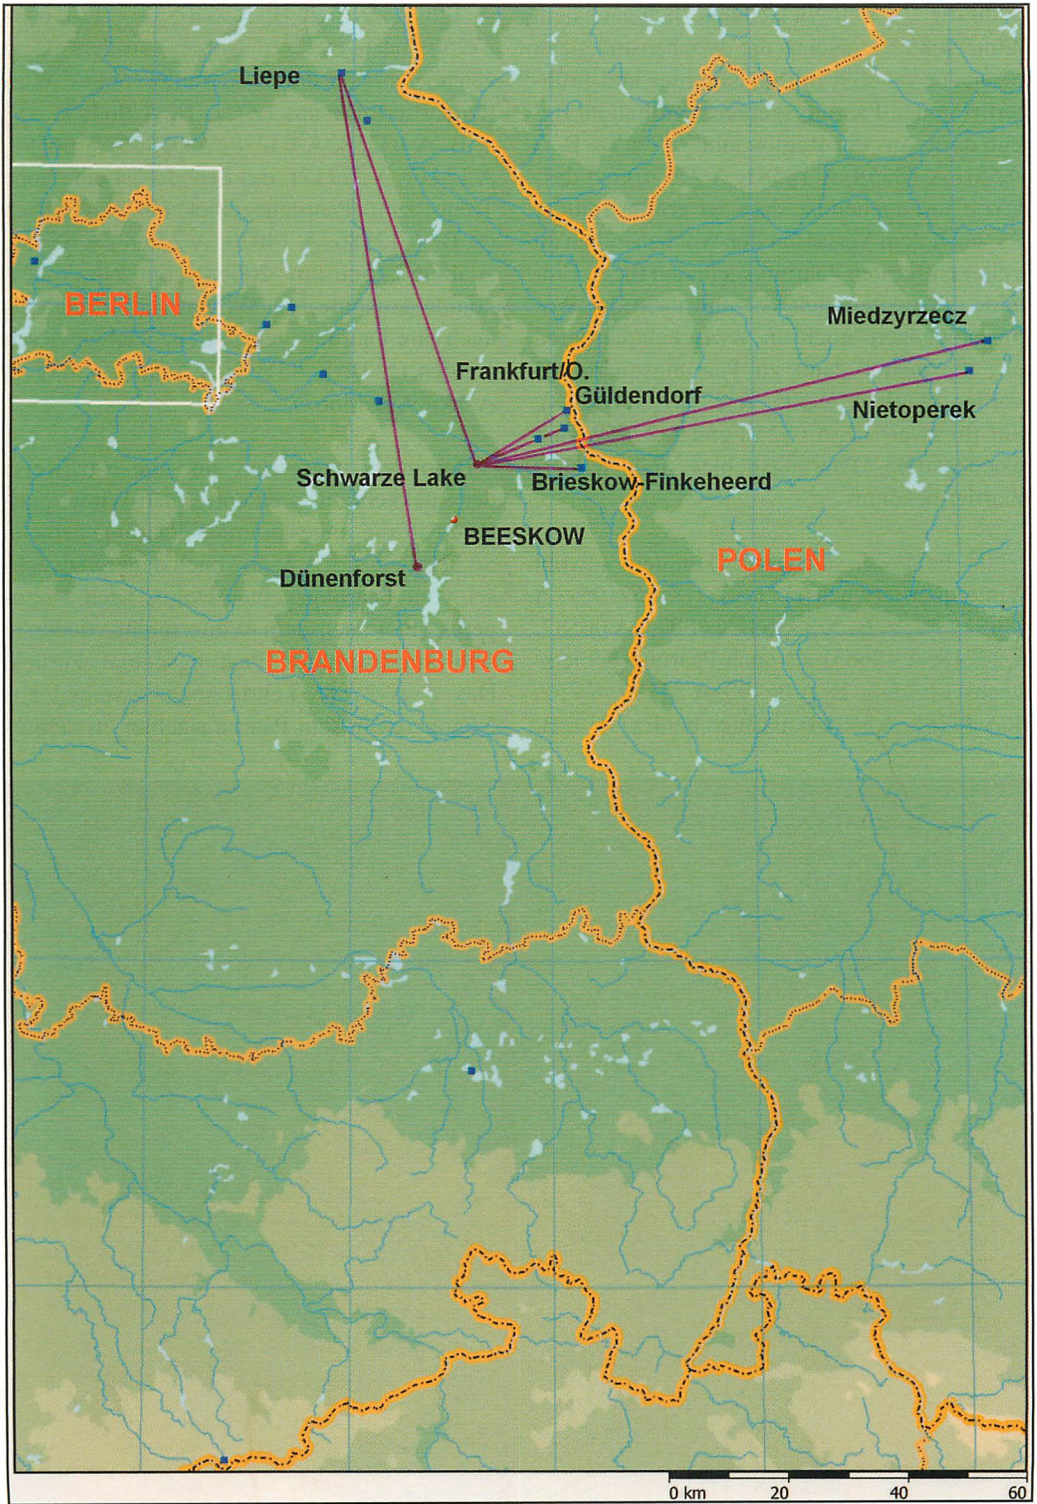 Liepe
BERLIN
Miedzyrzecz
Frankfurt/O.
Güldendorf
Nietoperek
Schwarze Lake
Brieskow-Finkeheerd
BEESKOW
POLEN
Dünenforst
BRANDENBURG
0 km 20 40 60